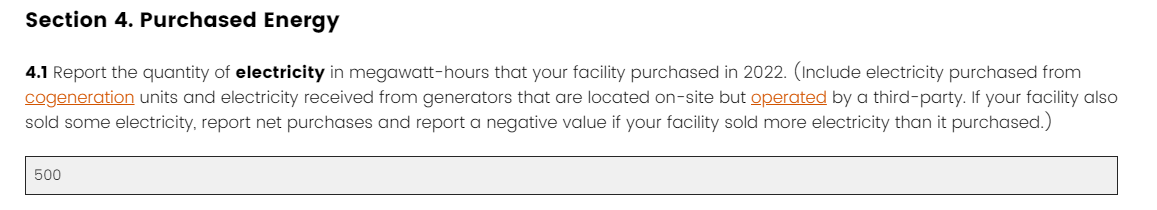 Section 4. Purchased Energy
4.1 Report the quantity of electricity in megawatt-hours that your facility purchased in 2022. (Include electricity purchased from
cogeneration units and electricity received from generators that are located on-site but operated by a third-party. If your facility also
sold some electricity, report net purchases and report a negative value if your facility sold more electricity than it purchased.)
500